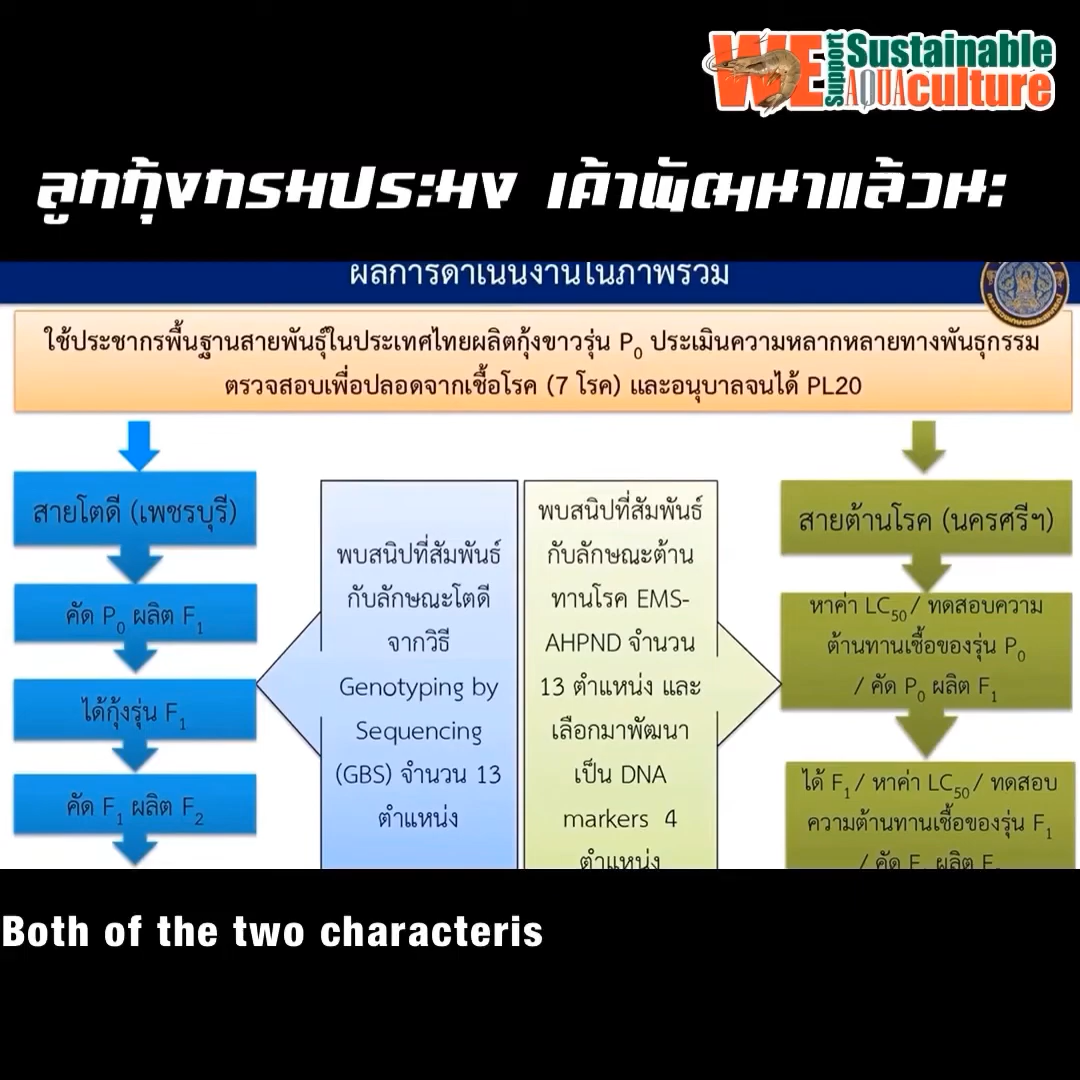 WE Support Sustainable AQUAculture
ลูกกุ้งกรมประมง เค้าพัฒนาแล้วนะ
ผลการดำเนินงานในภาพรวม
ใช้ประชากรพื้นฐานสายพันธุ์ในประเทศไทยผลิตกุ้งขาวรุ่น P0 ประเมินความหลากหลายทางพันธุกรรม
ตรวจสอบเพื่อปลอดจากเชื้อโรค (7 โรค) และอนุบาลจนได้ PL20
สายโตดี (เพชรบุรี)
คัด P0 ผลิต F1
ได้กุ้งรุ่น F1
คัด F1 ผลิต F2
พบสนิปที่สัมพันธ์
กับลักษณะโตดี
จากวิธี
Genotyping by
Sequencing
(GBS) จำนวน 13
ตำแหน่ง
พบสนิปที่สัมพันธ์
กับลักษณะต้าน
ทานโรค EMS-
AHPND จำนวน
13 ตำแหน่ง และ
เลือกมาพัฒนา
เป็น DNA
markers 4
ตำแหน่ง
สายต้านโรค (นครศรีฯ)
หาค่า LC50 / ทดสอบความ
ต้านทานเชื้อของรุ่น P0
/ คัด P0 ผลิต F1
ได้ F1 / หาค่า LC50 / ทดสอบ
ความต้านทานเชื้อของรุ่น F1
/ คัด F ผลิต F
Both of the two characteris